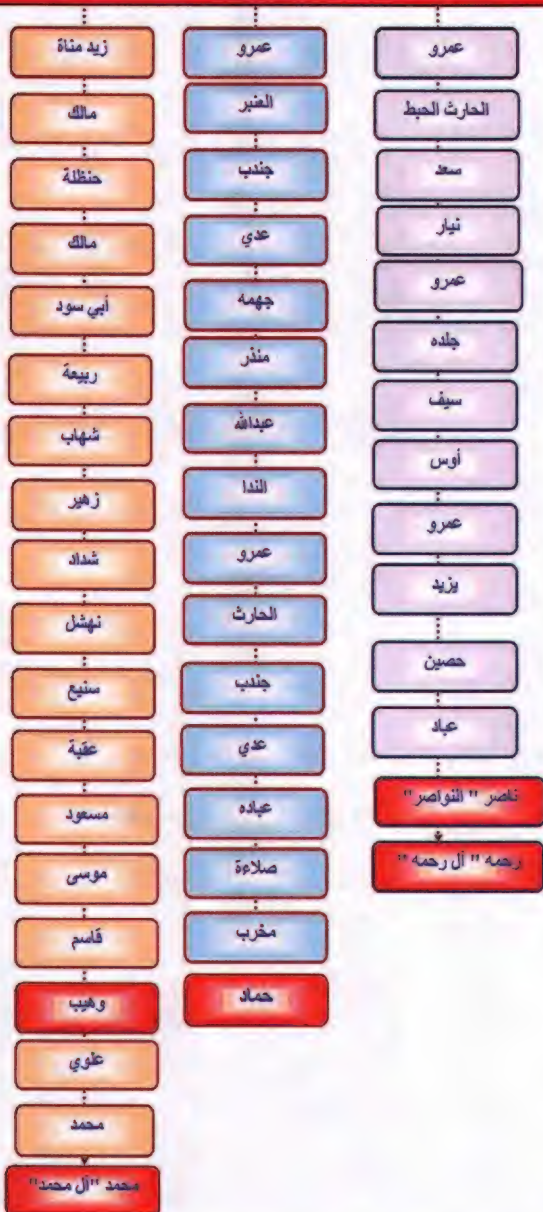 عمرو
الحارث الحبط
سعد
نيار
عمرو
جلده
سيف
أوس
عمرو
يزيد
حصين
عباد
ناصر " النواصر"
رحمه " آل رحمه "
عمرو
العنبر
جندب
عدي
جهمه
منذر
عبدالله
الندا
عمرو
الحارث
جندب
عدي
عباده
صلاءة
مخرب
حماد
زيد مناة
مالك
حنظلة
مالك
أبي سود
ربيعة
شهاب
زهير
شداد
نهشل
سنيع
عقبة
مسعود
موسى
قاسم
وهيب
علوي
محمد
محمد "آل محمد"